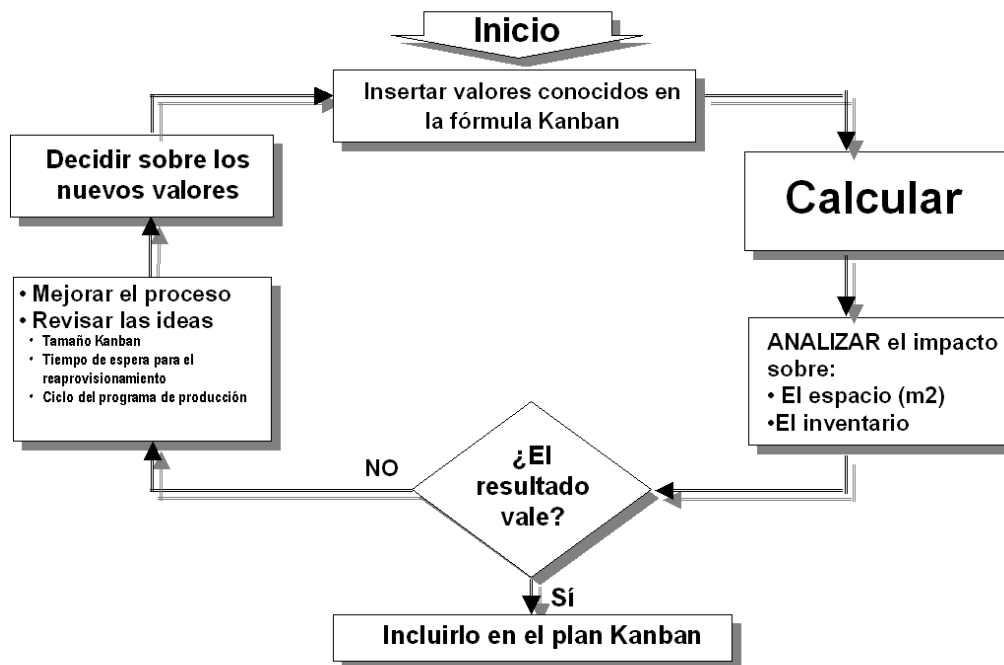 Inicio
Insertar valores conocidos en
la fórmula Kanban
Calcular
ANALIZAR el impacto
sobre:
• El espacio (m2)
•El inventario
¿El
resultado
vale?
Sí
Incluirlo en el plan Kanban
NO
• Mejorar el proceso
• Revisar las ideas
• Tamaño Kanban
• Tiempo de espera para el
reaprovisionamiento
• Ciclo del programa de producción
Decidir sobre los
nuevos valores